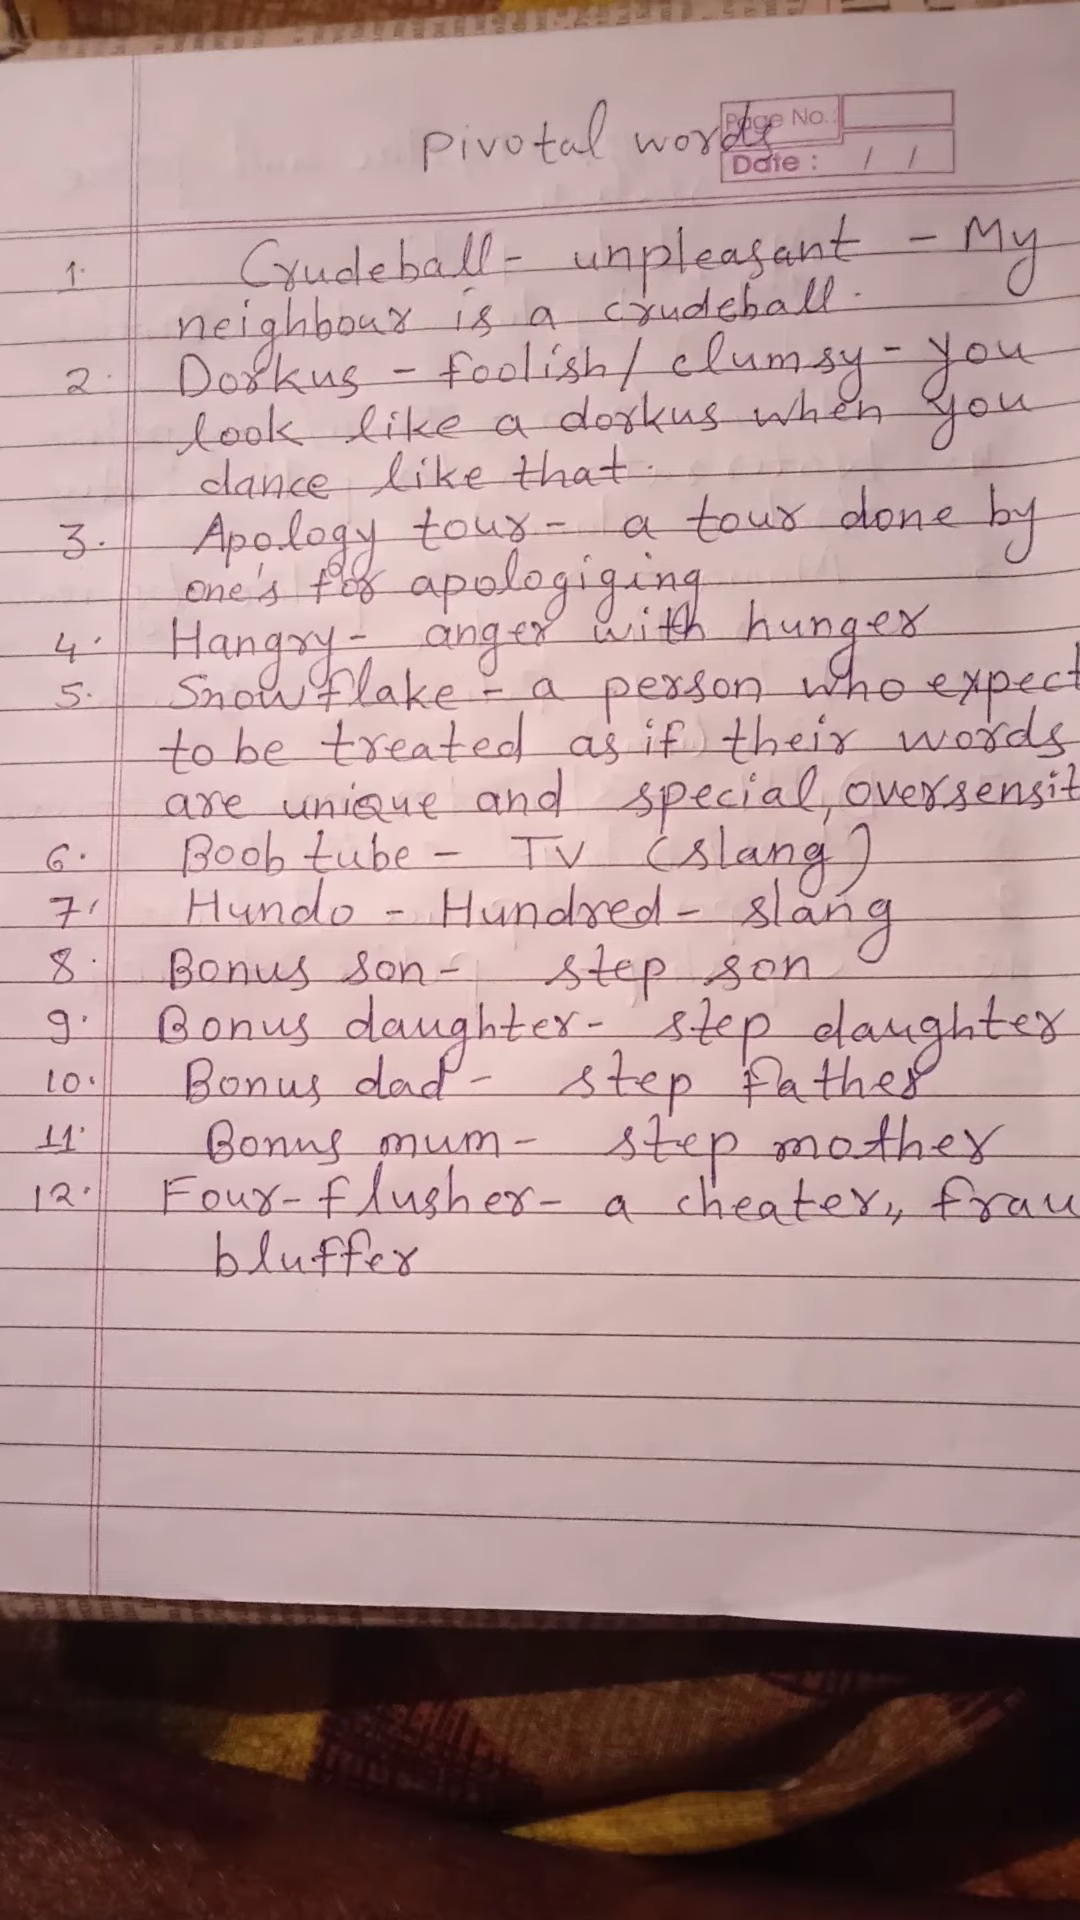 Pivotal words
Page No.:
Date : / /
1. Crudeball - unpleasant - My
neighbour is a crudeball.
2. Dorkus - foolish / clumsy - you
look like a dorkus when you
dance like that.
3. Apology tour - a tour done by
one's for apologiging
4. Hangry - anger with hunger
5. Snowflake - a person who expect
to be treated as if their words
are unique and special, oversensit
6. Boob tube - TV (slang)
7. Hundo - Hundred - slang
8. Bonus son - step son
9. Bonus daughter - step daughter
10. Bonus dad - step father
11. Bonus mum - step mother
12. Four-flusher - a cheater,, frau
bluffer